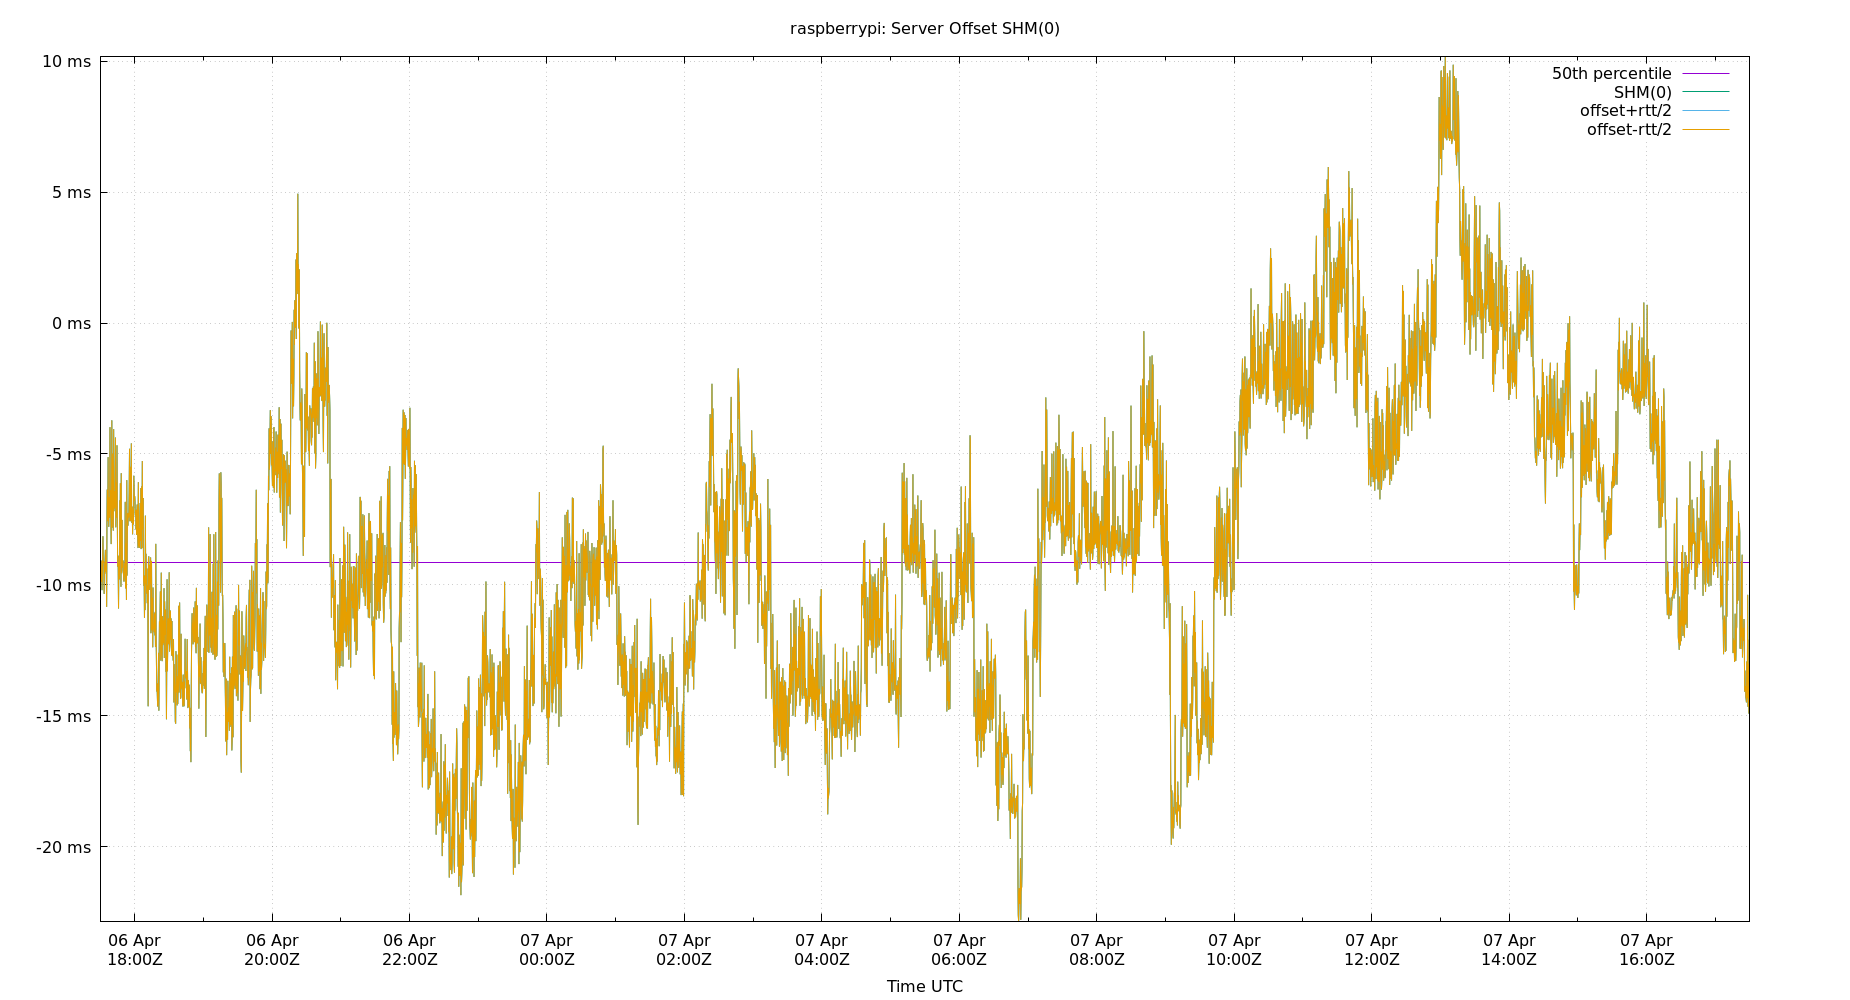 raspberrypi: Server Offset SHM(0)
50th percentile
SHM(0)
offset+rtt/2
offset-rtt/2
10 ms
5 ms
0 ms
-5 ms
-10 ms
-15 ms
-20 ms
06 Apr 06 Apr 06 Apr 07 Apr 07 Apr 07 Apr 07 Apr 07 Apr 07 Apr 07 Apr 07 Apr 07 Apr
18:00Z 20:00Z 22:00Z 00:00Z 02:00Z 04:00Z 06:00Z 08:00Z 10:00Z 12:00Z 14:00Z 16:00Z
Time UTC